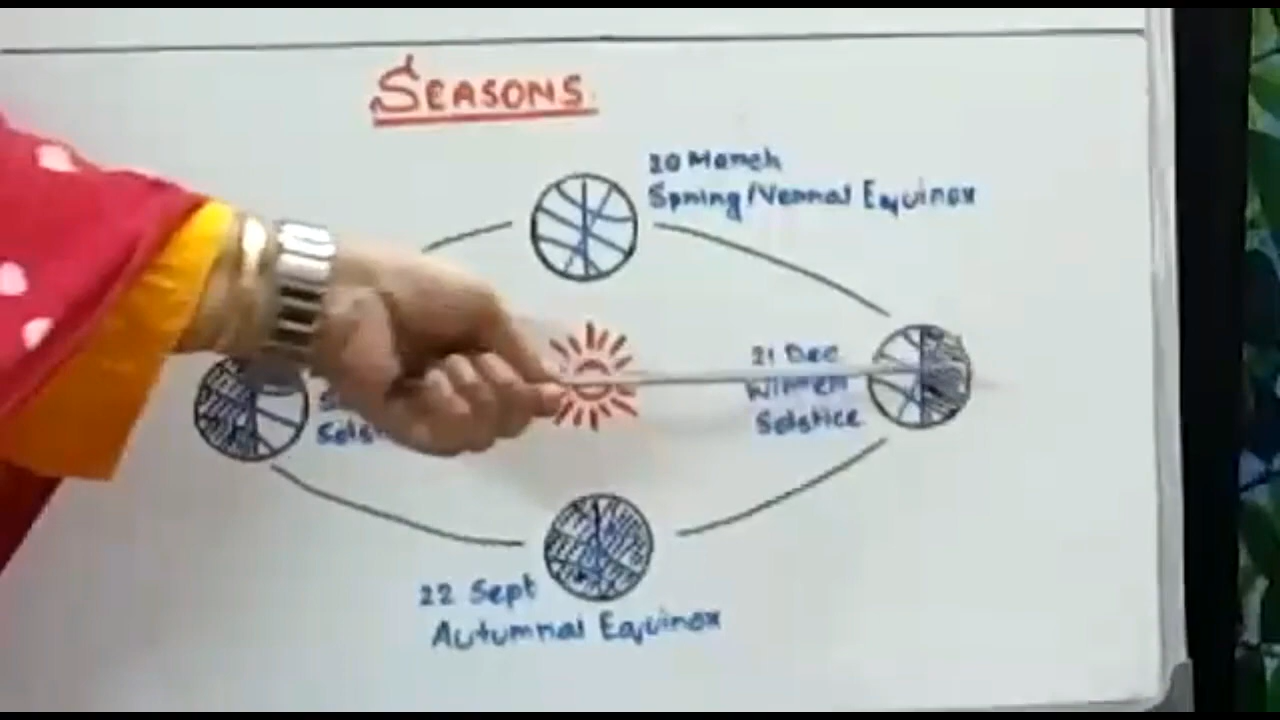 SEASONS
20 March
Spring/Vernal Equinox
21 Dec
Winter
Solstice
22 Sept
Autumnal Equinox